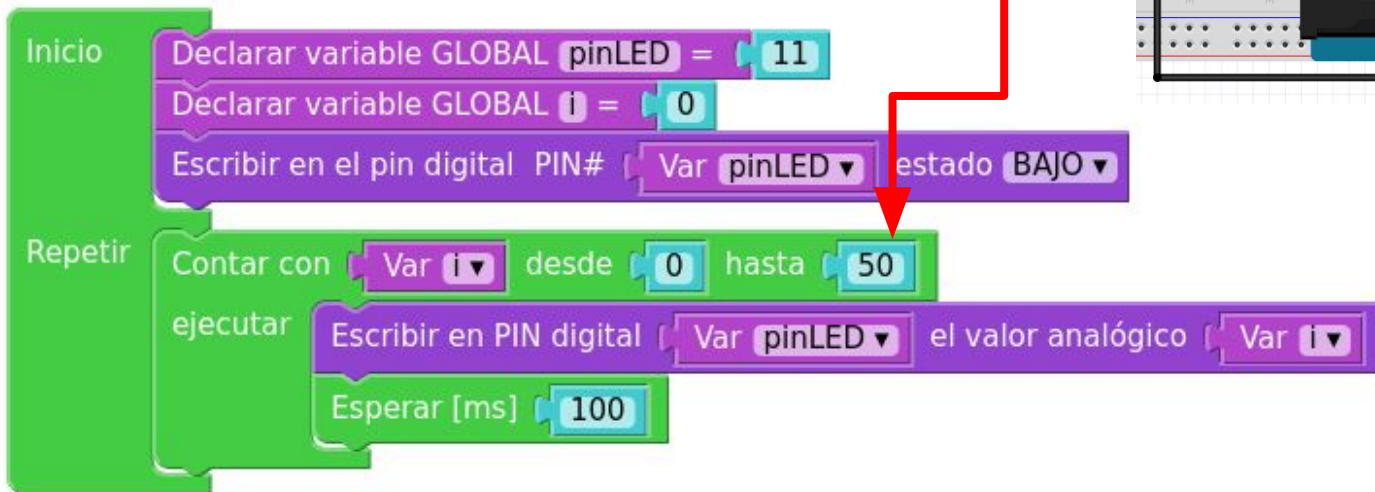 Inicio Declarar variable GLOBAL pinLED = 11
Declarar variable GLOBAL i = 0
Escribir en el pin digital PIN# Var pinLED estado BAJO
Repetir Contar con Var i desde 0 hasta 50
ejecutar Escribir en PIN digital Var pinLED el valor analógico Var i
Esperar [ms] 100